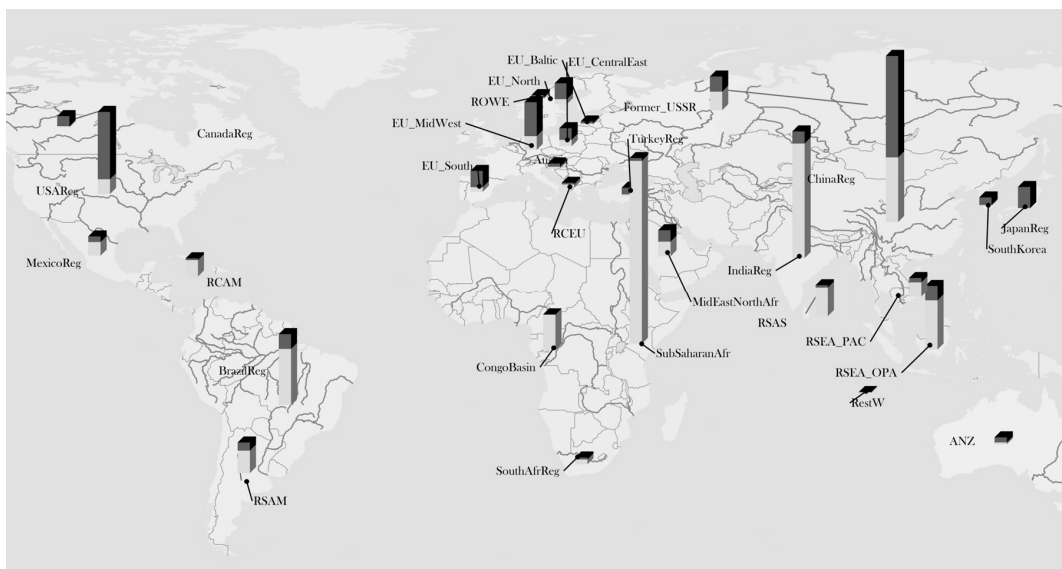 EU_Baltic
EU_CentralEast
EU_North
ROWE
Former_USSR
EU_MidWest
CanadaReg
TurkeyReg
EU_South
ChinaReg
USAReg
JapanReg
RCEU
SouthKorea
MexicoReg
IndiaReg
RCAM
MidEastNorthAfr
RSAS
RSEA_PAC
SubSaharanAfr
CongoBasin
BrazilReg
RSEA_OPA
RestW
ANZ
SouthAfrReg
RSAM